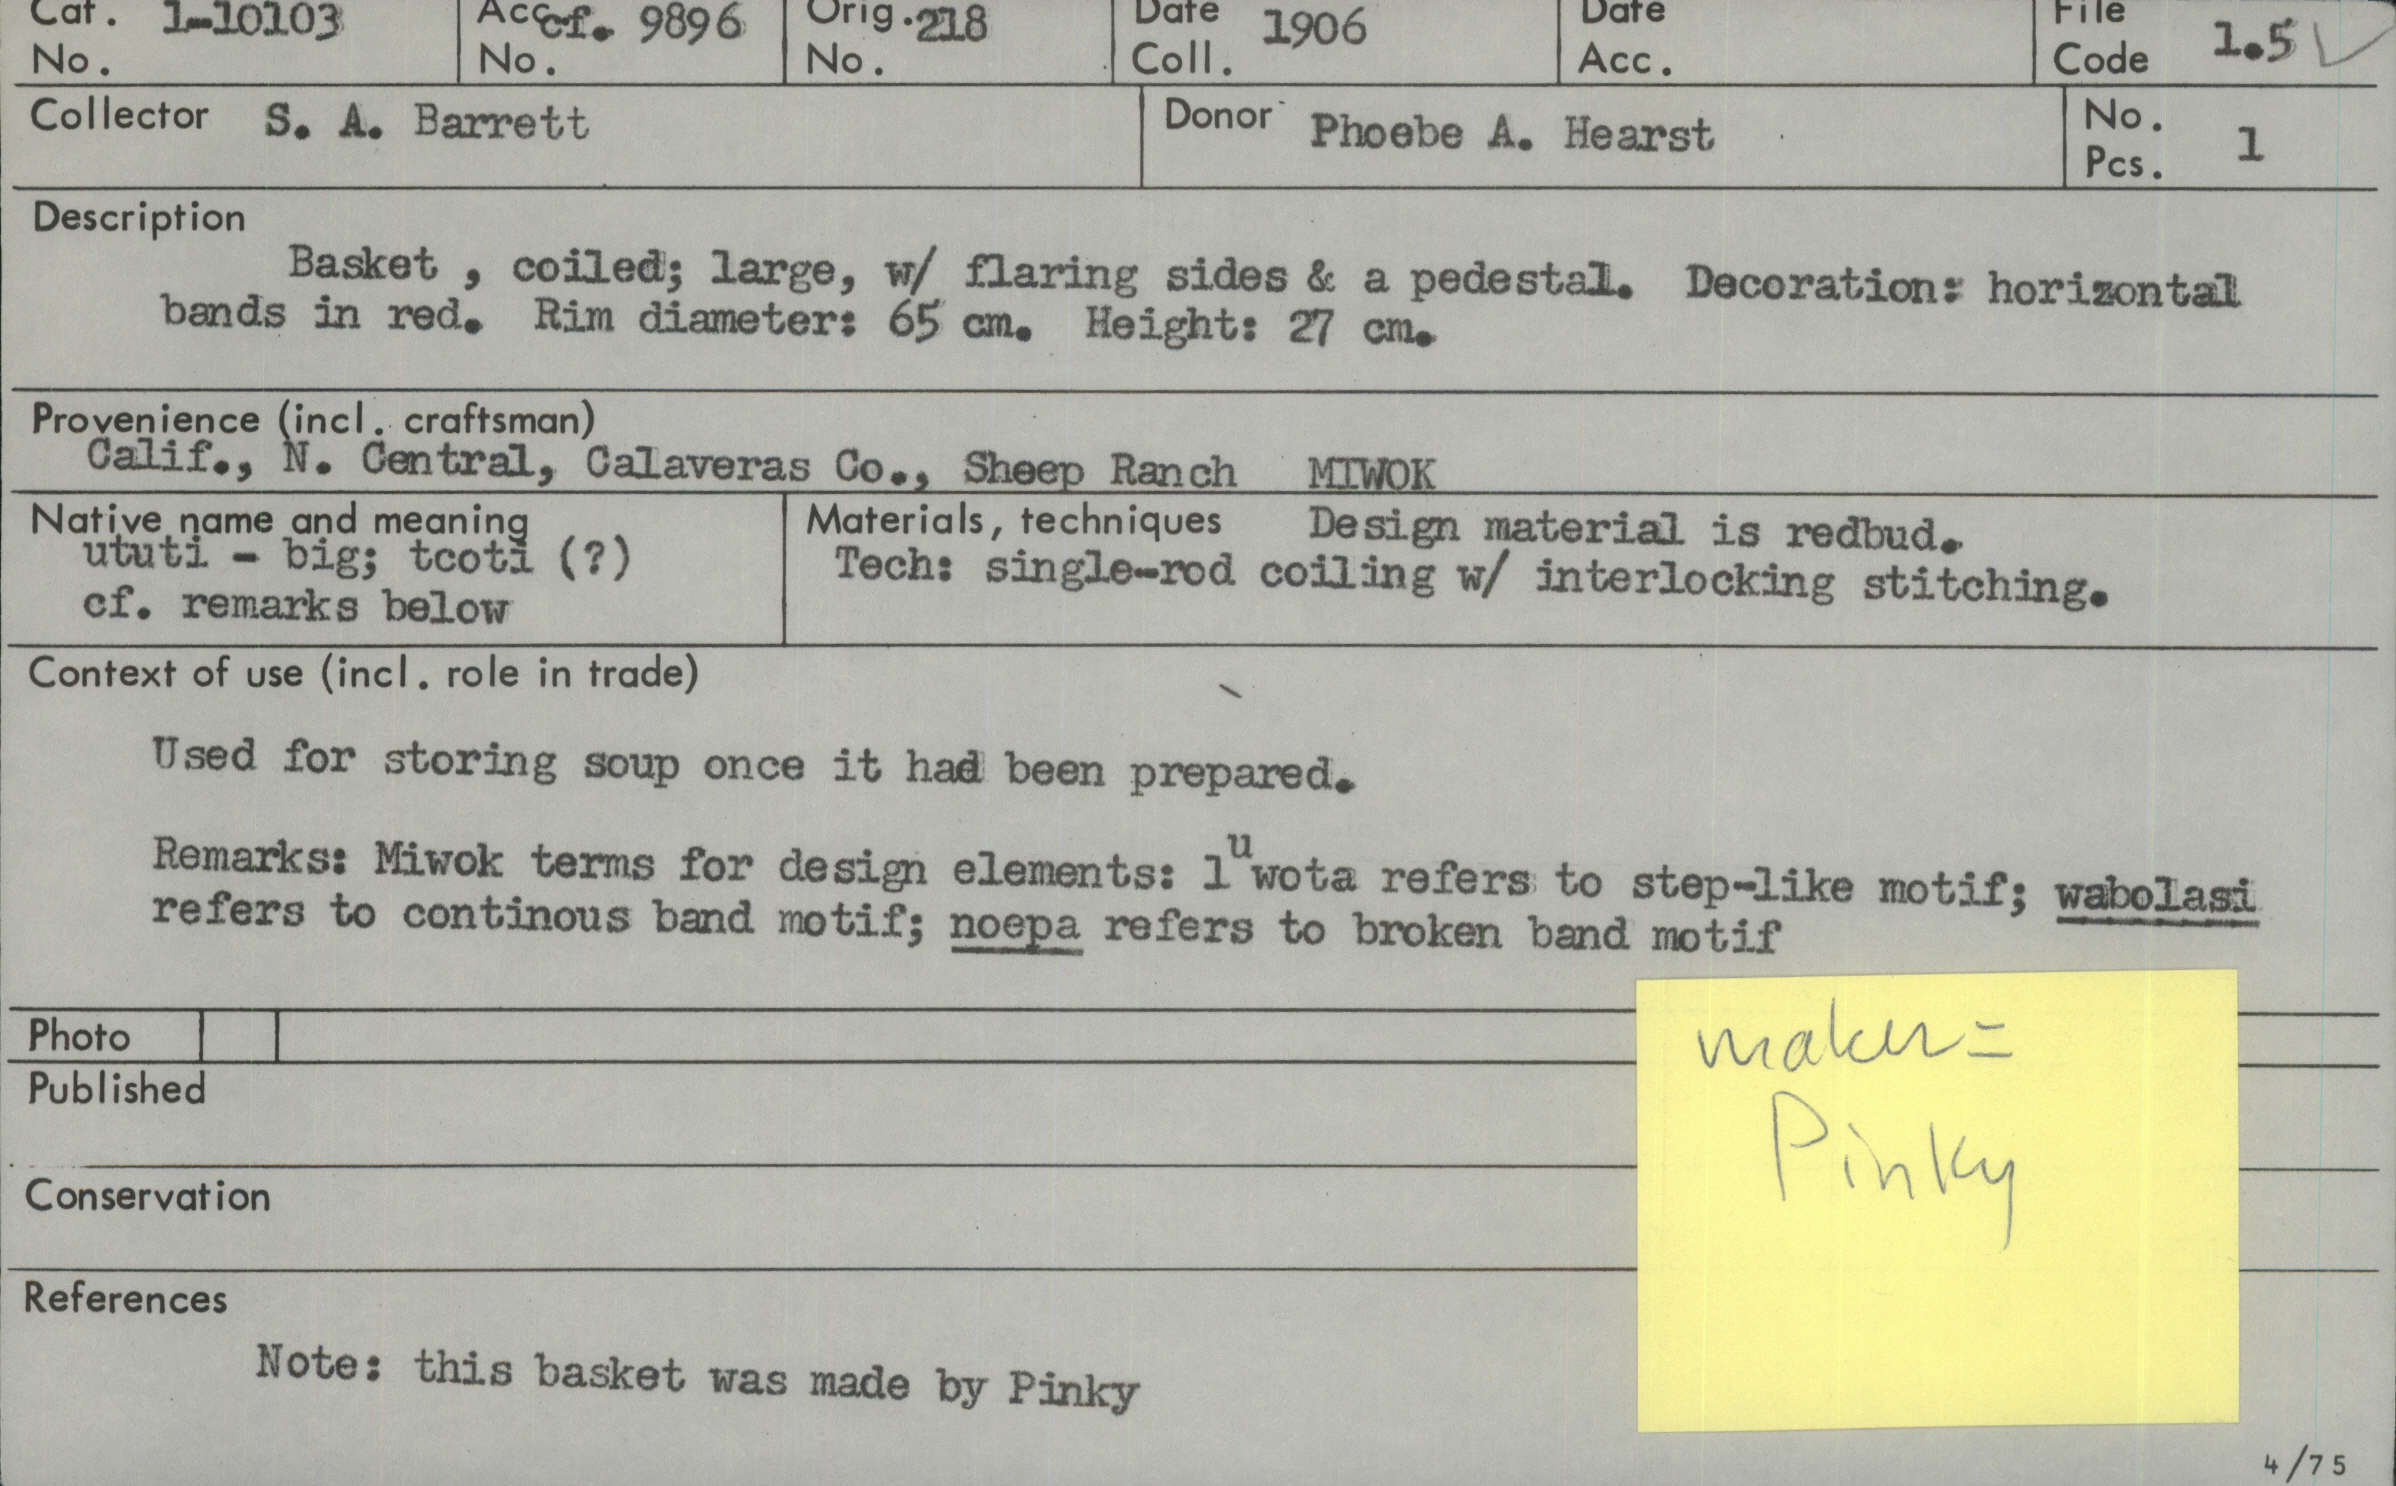 Cat. No. 1-10103 Acc. No. cf. 9896 Orig. No. 218 Date Coll. 1906 Date Acc. File Code 1.5 ✓
Collector S. A. Barrett Donor Phoebe A. Hearst No. Pcs. 1
Description
Basket , coiled; large, w/ flaring sides & a pedestal. Decoration: horizontal
bands in red. Rim diameter: 65 cm. Height: 27 cm.
Provenience (incl. craftsman)
Calif., N. Central, Calaveras Co., Sheep Ranch MIWOK
Native name and meaning
ututi - big; tcoti (?)
cf. remarks below
Materials, techniques Design material is redbud.
Tech: single-rod coiling w/ interlocking stitching.
Context of use (incl. role in trade)
Used for storing soup once it had been prepared.
Remarks: Miwok terms for design elements: lᵘwota refers to step-like motif; wabolasi
refers to continous band motif; noepa refers to broken band motif
Photo
Published
Conservation
References
Note: this basket was made by Pinky
maker=
Pinky
4/75